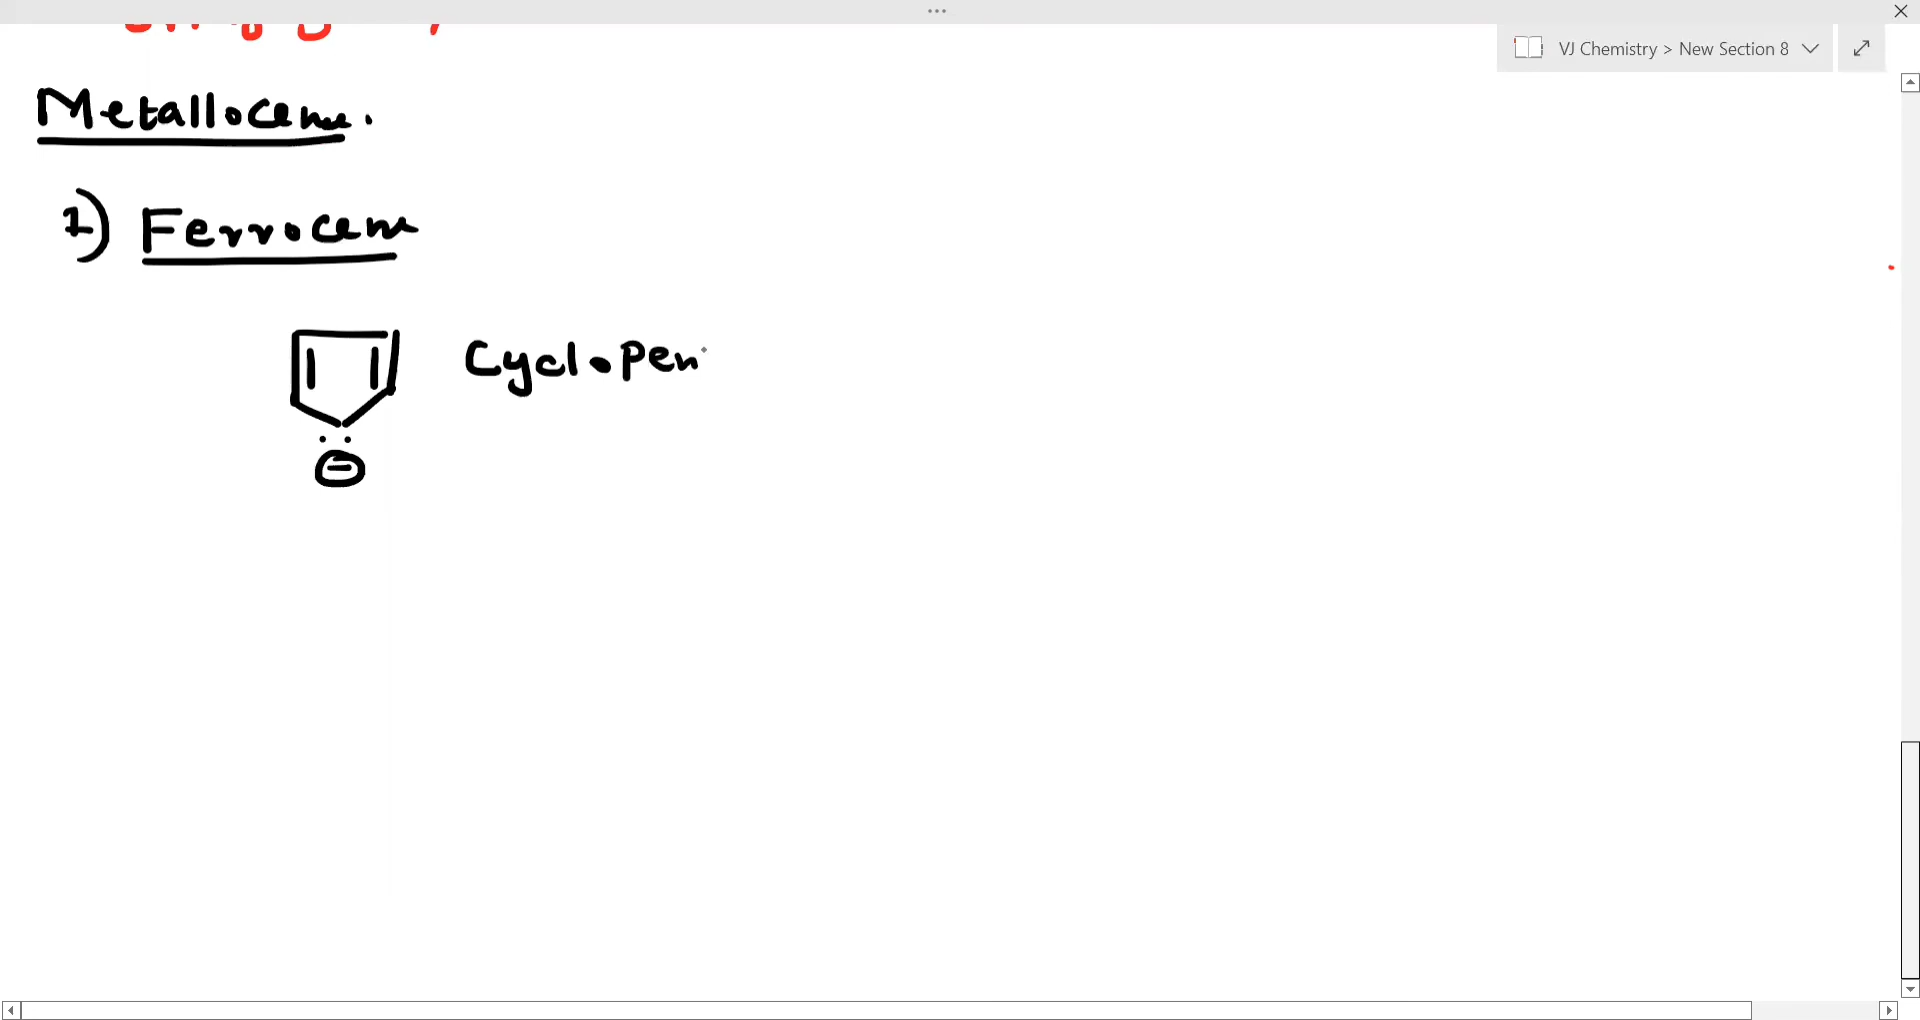 VJ Chemistry > New Section 8
Metallocene.
1) Ferrocene
CycloPen